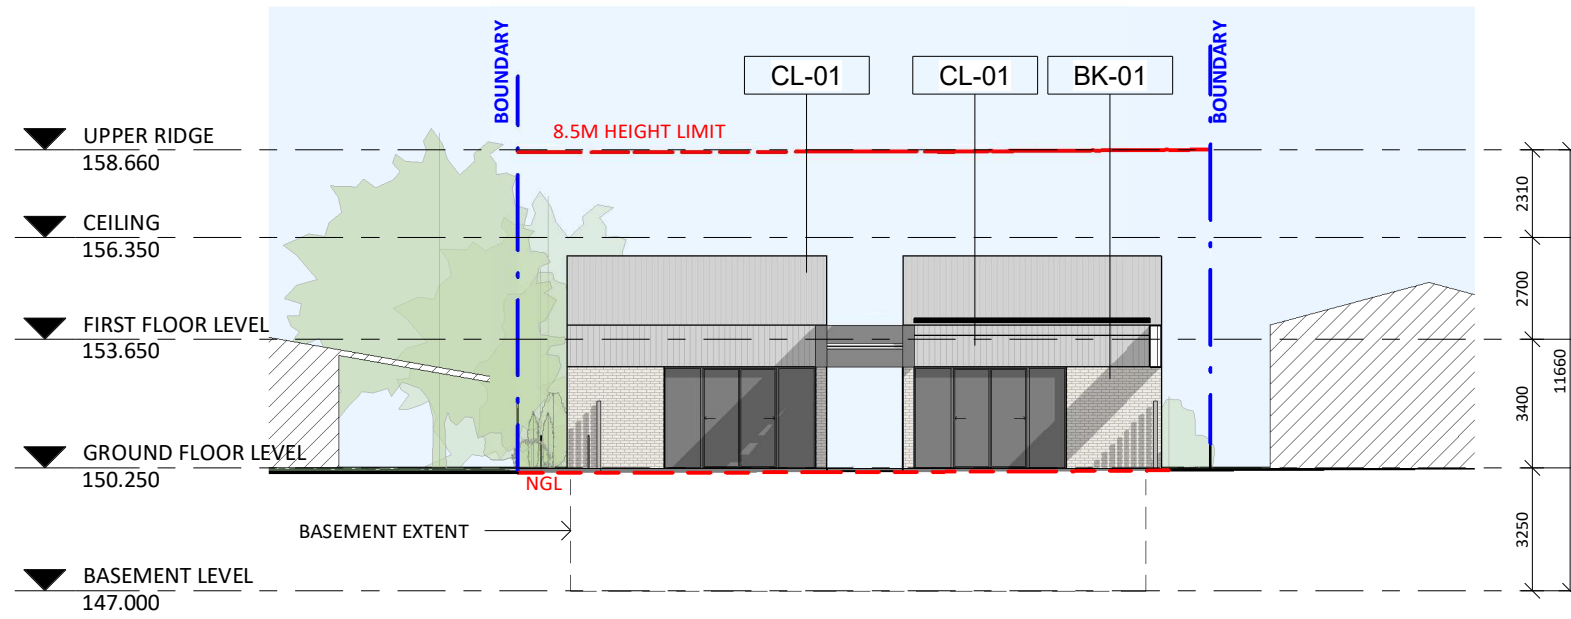 BOUNDARY
BOUNDARY
CL-01
CL-01
BK-01
8.5M HEIGHT LIMIT
UPPER RIDGE
158.660
2310
CEILING
156.350
2700
FIRST FLOOR LEVEL
153.650
3400
11660
GROUND FLOOR LEVEL
150.250
NGL
BASEMENT EXTENT
3250
BASEMENT LEVEL
147.000